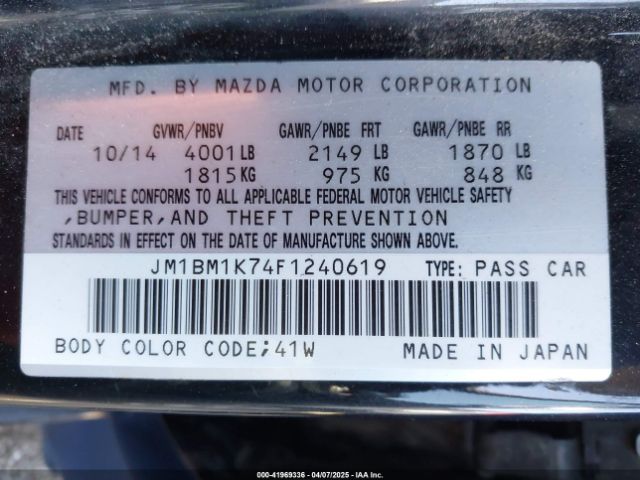 MFD. BY MAZDA MOTOR CORPORATION
DATE GVWR/PNBV GAWR/PNBE FRT GAWR/PNBE RR
10/14 4001 LB 2149 LB 1870 LB
1815 KG 975 KG 848 KG
THIS VEHICLE CONFORMS TO ALL APPLICABLE FEDERAL MOTOR VEHICLE SAFETY
,BUMPER,AND THEFT PREVENTION
STANDARDS IN EFFECT ON THE DATE OF MANUFACTURE SHOWN ABOVE.
JM1BM1K74F1240619 TYPE: PASS CAR
BODY COLOR CODE;41W MADE IN JAPAN
000-41969336 - 04/07/2025 - IAA Inc.